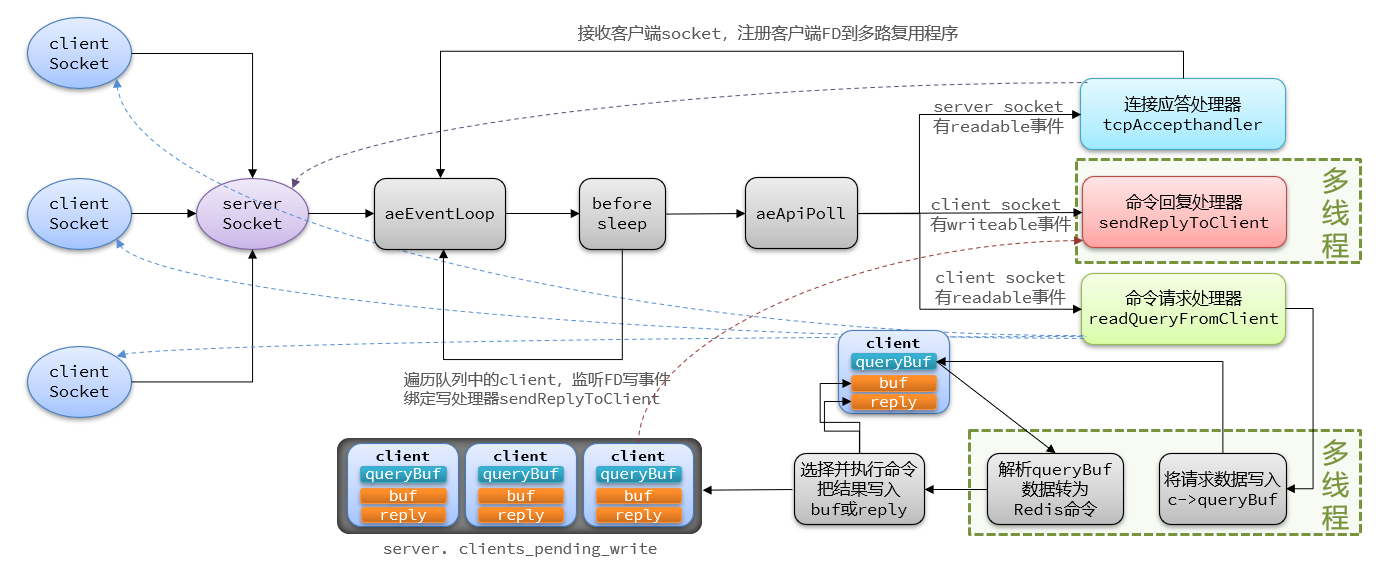 接收客户端socket，注册客户端FD到多路复用程序
client
Socket
client
Socket
client
Socket
server
Socket
aeEventLoop
before
sleep
aeApiPoll
server socket
有readable事件
连接应答处理器
tcpAccepthandler
client socket
有writeable事件
命令回复处理器
sendReplyToClient
多线程
client socket
有readable事件
命令请求处理器
readQueryFromClient
遍历队列中的client，监听FD写事件
绑定写处理器sendReplyToClient
client
queryBuf
buf
reply
client
queryBuf
buf
reply
client
queryBuf
buf
reply
client
queryBuf
buf
reply
server. clients_pending_write
选择并执行命令
把结果写入
buf或reply
解析queryBuf
数据转为
Redis命令
将请求数据写入
c->queryBuf
多线程